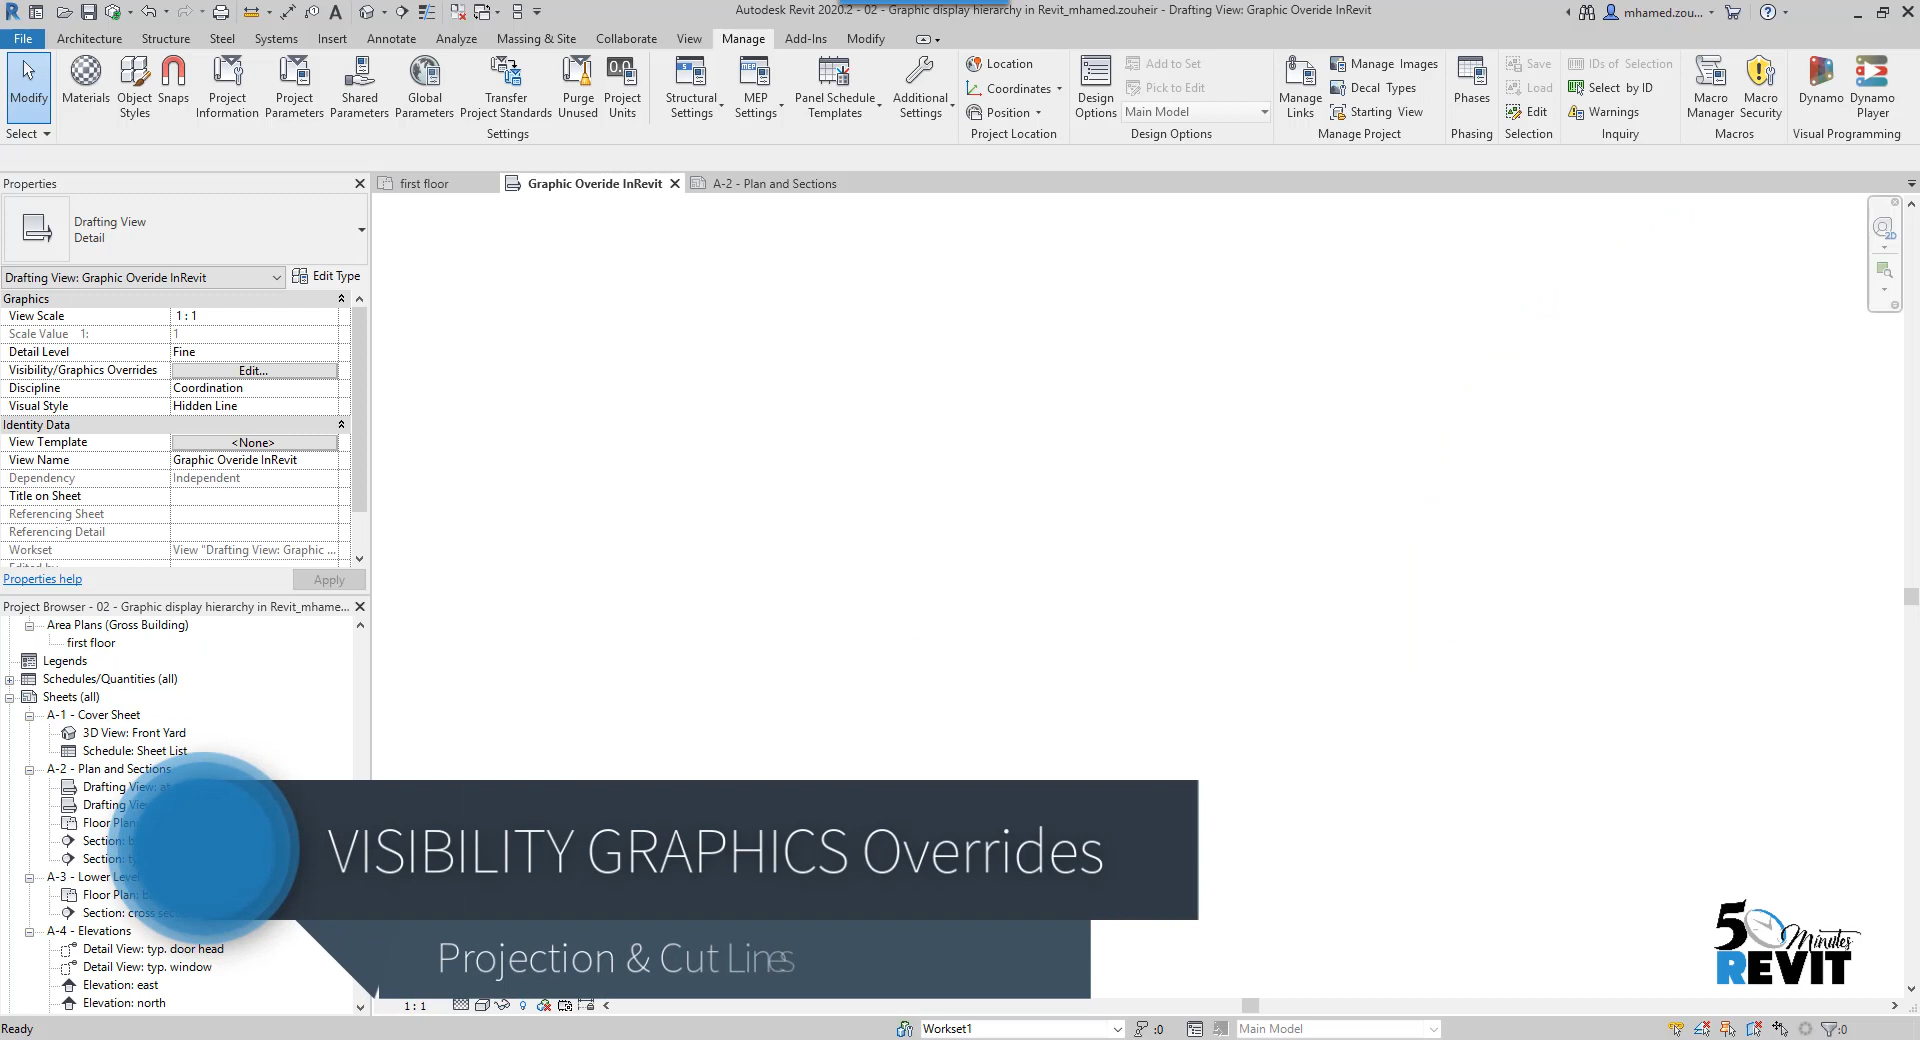 Autodesk Revit 2020.2 - 02 - Graphic display hierarchy in Revit_mhamed.zouheir - Drafting View: Graphic Overide InRevit
mhamed.zou...
File Architecture Structure Steel Systems Insert Annotate Analyze Massing & Site Collaborate View Manage Add-Ins Modify
Modify
Materials
Object Styles
Snaps
Project Information
Project Parameters
Shared Parameters
Global Parameters
Transfer Project Standards
Purge Unused
Project Units
Structural Settings
MEP Settings
Panel Schedule Templates
Additional Settings
Location
Coordinates
Position
Design Options
Add to Set
Pick to Edit
Main Model
Manage Links
Manage Images
Decal Types
Starting View
Phases
Save
Load
Edit
IDs of Selection
Select by ID
Warnings
Macro Manager
Macro Security
Dynamo
Dynamo Player
Select Settings Project Location Design Options Manage Project Phasing Selection Inquiry Macros Visual Programming
Properties
first floor
Graphic Overide InRevit
A-2 - Plan and Sections
2D
Drafting View
Detail
Drafting View: Graphic Overide InRevit
Edit Type
Graphics
View Scale 1 : 1
Scale Value 1: 1
Detail Level Fine
Visibility/Graphics Overrides Edit...
Discipline Coordination
Visual Style Hidden Line
Identity Data
View Template <None>
View Name Graphic Overide InRevit
Dependency Independent
Title on Sheet
Referencing Sheet
Referencing Detail
Workset View "Drafting View: Graphic ...
Properties help Apply
Project Browser - 02 - Graphic display hierarchy in Revit_mhame...
Area Plans (Gross Building)
first floor
Legends
Schedules/Quantities (all)
Sheets (all)
A-1 - Cover Sheet
3D View: Front Yard
Schedule: Sheet List
A-2 - Plan and Sections
Drafting View:
Drafting
Floor
Section:
Section:
A-3 - Lower
Floor Plan:
Section: cross
A-4 - Elevations
Detail View: typ. door head
Detail View: typ. window
Elevation: east
Elevation: north
VISIBILITY GRAPHICS Overrides
Projection & Cut Lines
50 Minutes
REVIT
1 : 1
Ready
Workset1
:0
Main Model
:0